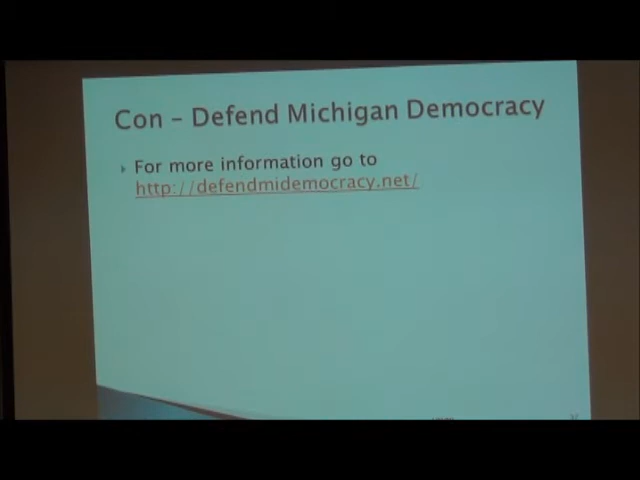 Con – Defend Michigan Democracy
For more information go to
http://defendmidemocracy.net/